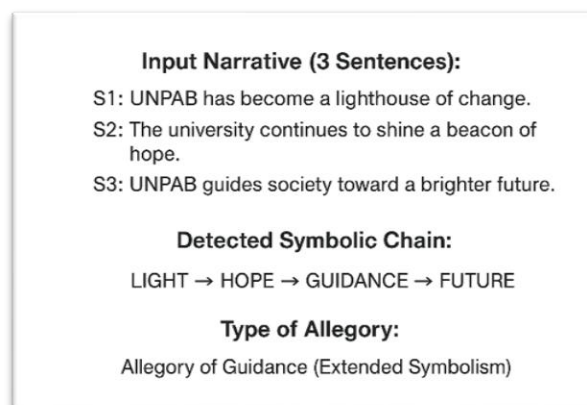 Input Narrative (3 Sentences):
S1: UNPAB has become a lighthouse of change.
S2: The university continues to shine a beacon of
hope.
S3: UNPAB guides society toward a brighter future.
Detected Symbolic Chain:
LIGHT → HOPE → GUIDANCE → FUTURE
Type of Allegory:
Allegory of Guidance (Extended Symbolism)